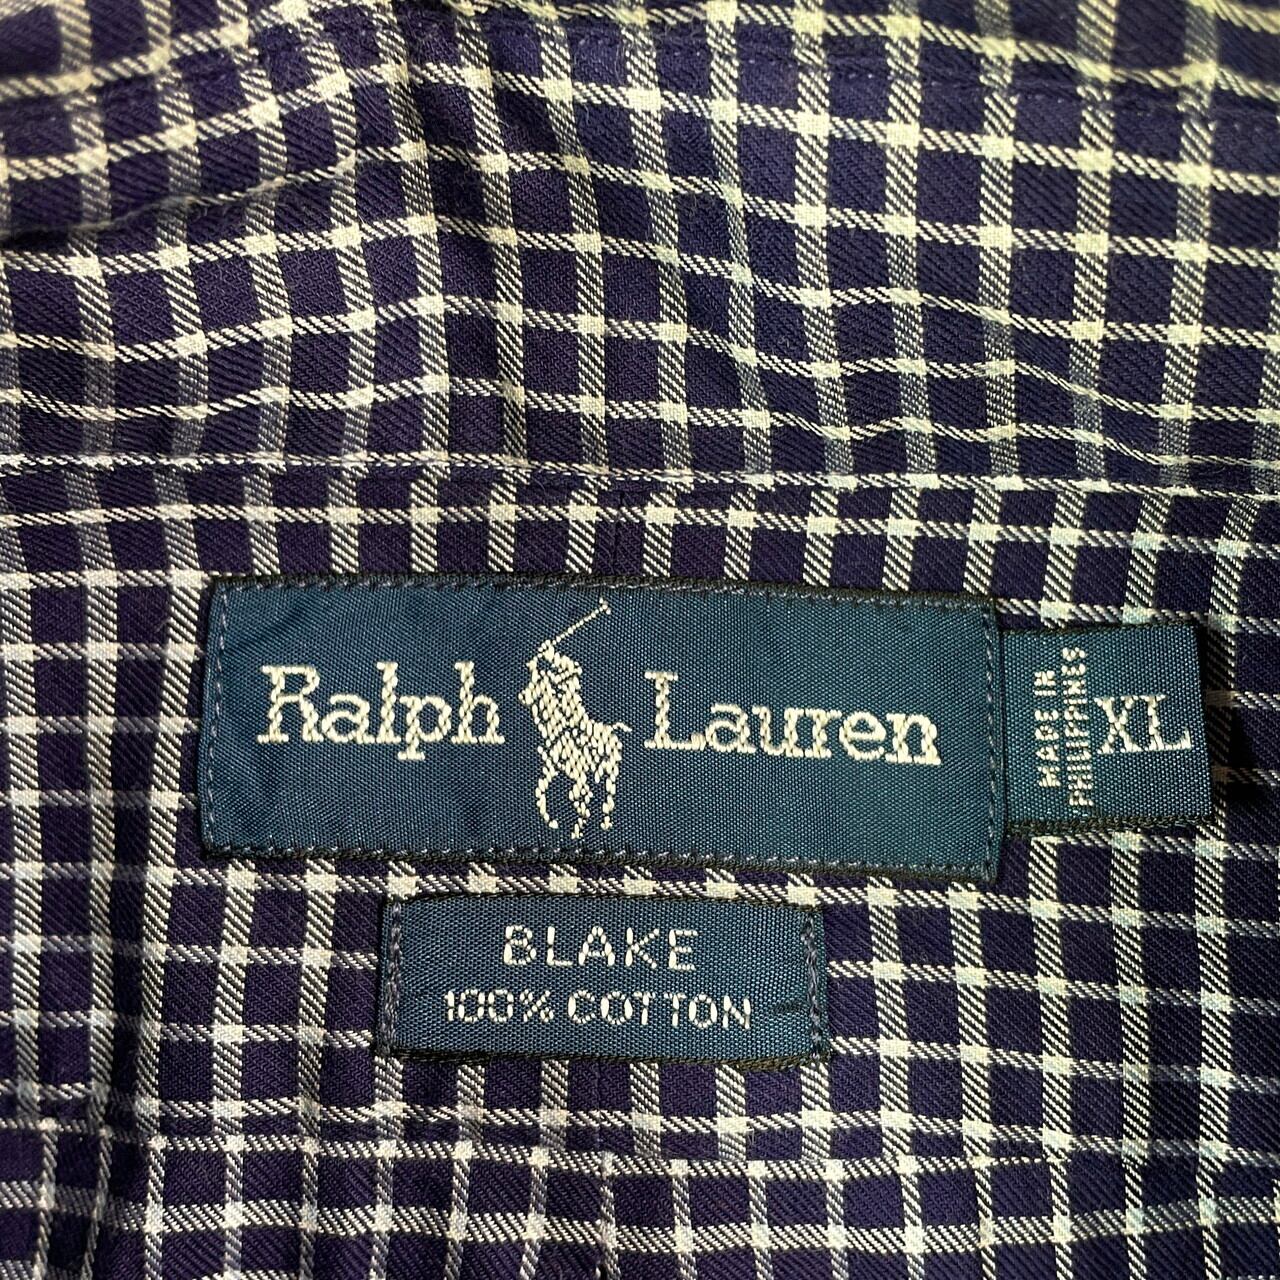 Ralph Lauren
MADE IN
PHILIPPINES
XL
BLAKE
100% COTTON